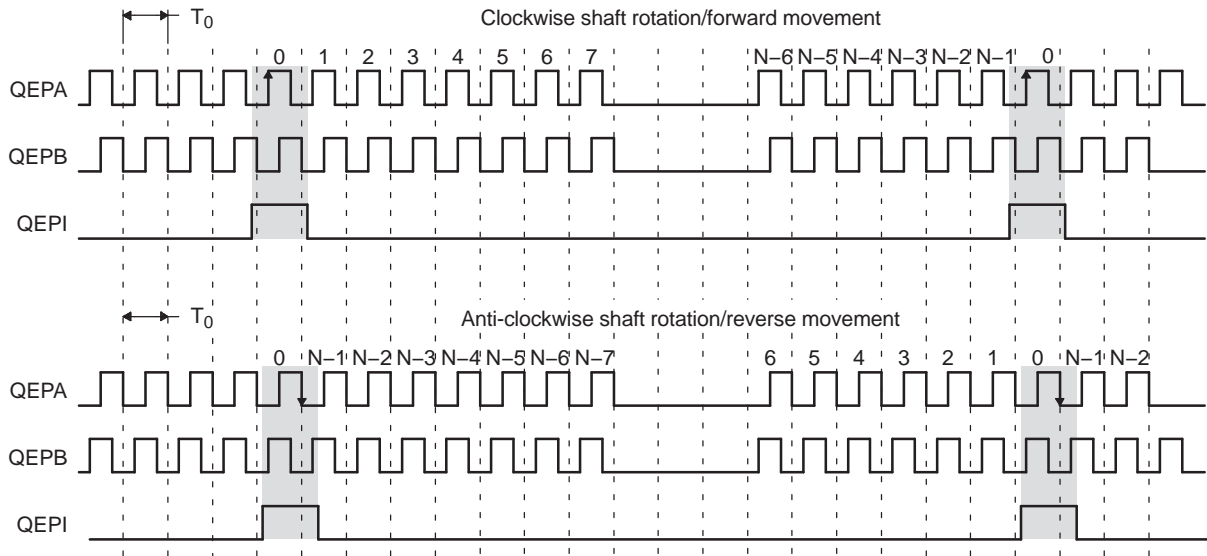 T0 Clockwise shaft rotation/forward movement
0 1 2 3 4 5 6 7 N–6 N–5 N–4 N–3 N–2 N–1 0
QEPA
QEPB
QEPI
T0 Anti-clockwise shaft rotation/reverse movement
0 N–1 N–2 N–3 N–4 N–5 N–6 N–7 6 5 4 3 2 1 0 N–1 N–2
QEPA
QEPB
QEPI